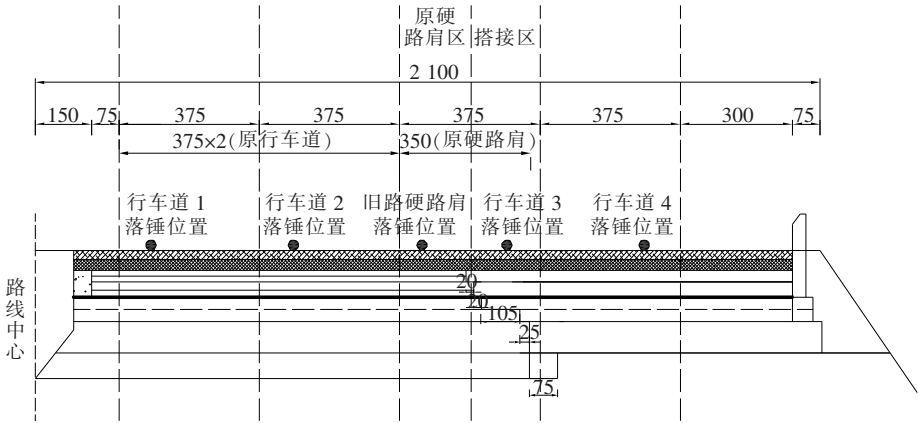 原硬
路肩区 搭接区
2 100
150 75 375 375 375 375 300 75
375×2(原行车道) 350(原硬路肩)
行车道 1 行车道 2 旧路硬路肩 行车道 3 行车道 4
落锤位置 落锤位置 落锤位置 落锤位置 落锤位置
路线中心
20
20
105
25
75